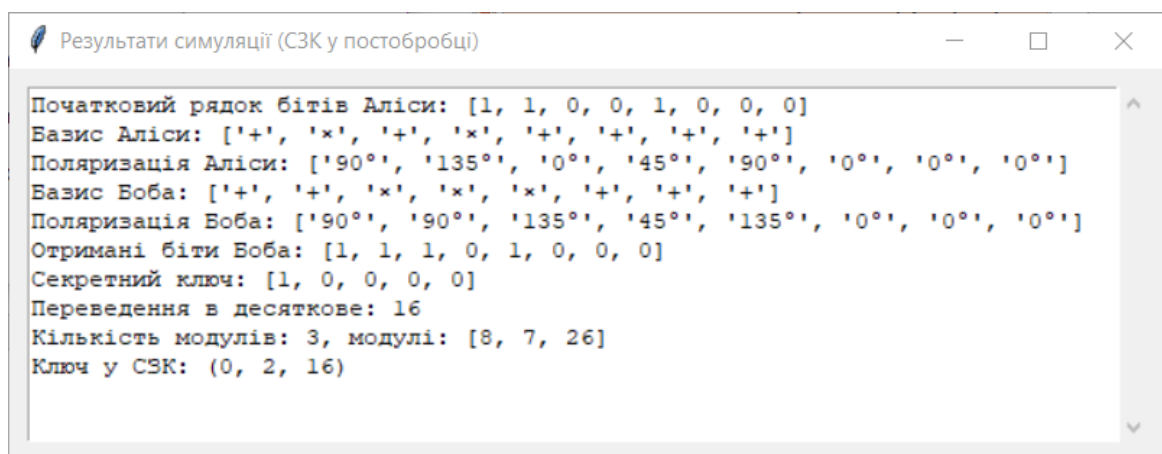 Результати симуляції (СЗК у постобробці)
Початковий рядок бітів Аліси: [1, 1, 0, 0, 1, 0, 0, 0]
Базис Аліси: ['+', '×', '+', '×', '+', '+', '+', '+']
Поляризація Аліси: ['90°', '135°', '0°', '45°', '90°', '0°', '0°', '0°']
Базис Боба: ['+', '+', '×', '×', '×', '+', '+', '+']
Поляризація Боба: ['90°', '90°', '135°', '45°', '135°', '0°', '0°', '0°']
Отримані біти Боба: [1, 1, 1, 0, 1, 0, 0, 0]
Секретний ключ: [1, 0, 0, 0, 0]
Переведення в десяткове: 16
Кількість модулів: 3, модулі: [8, 7, 26]
Ключ у СЗК: (0, 2, 16)